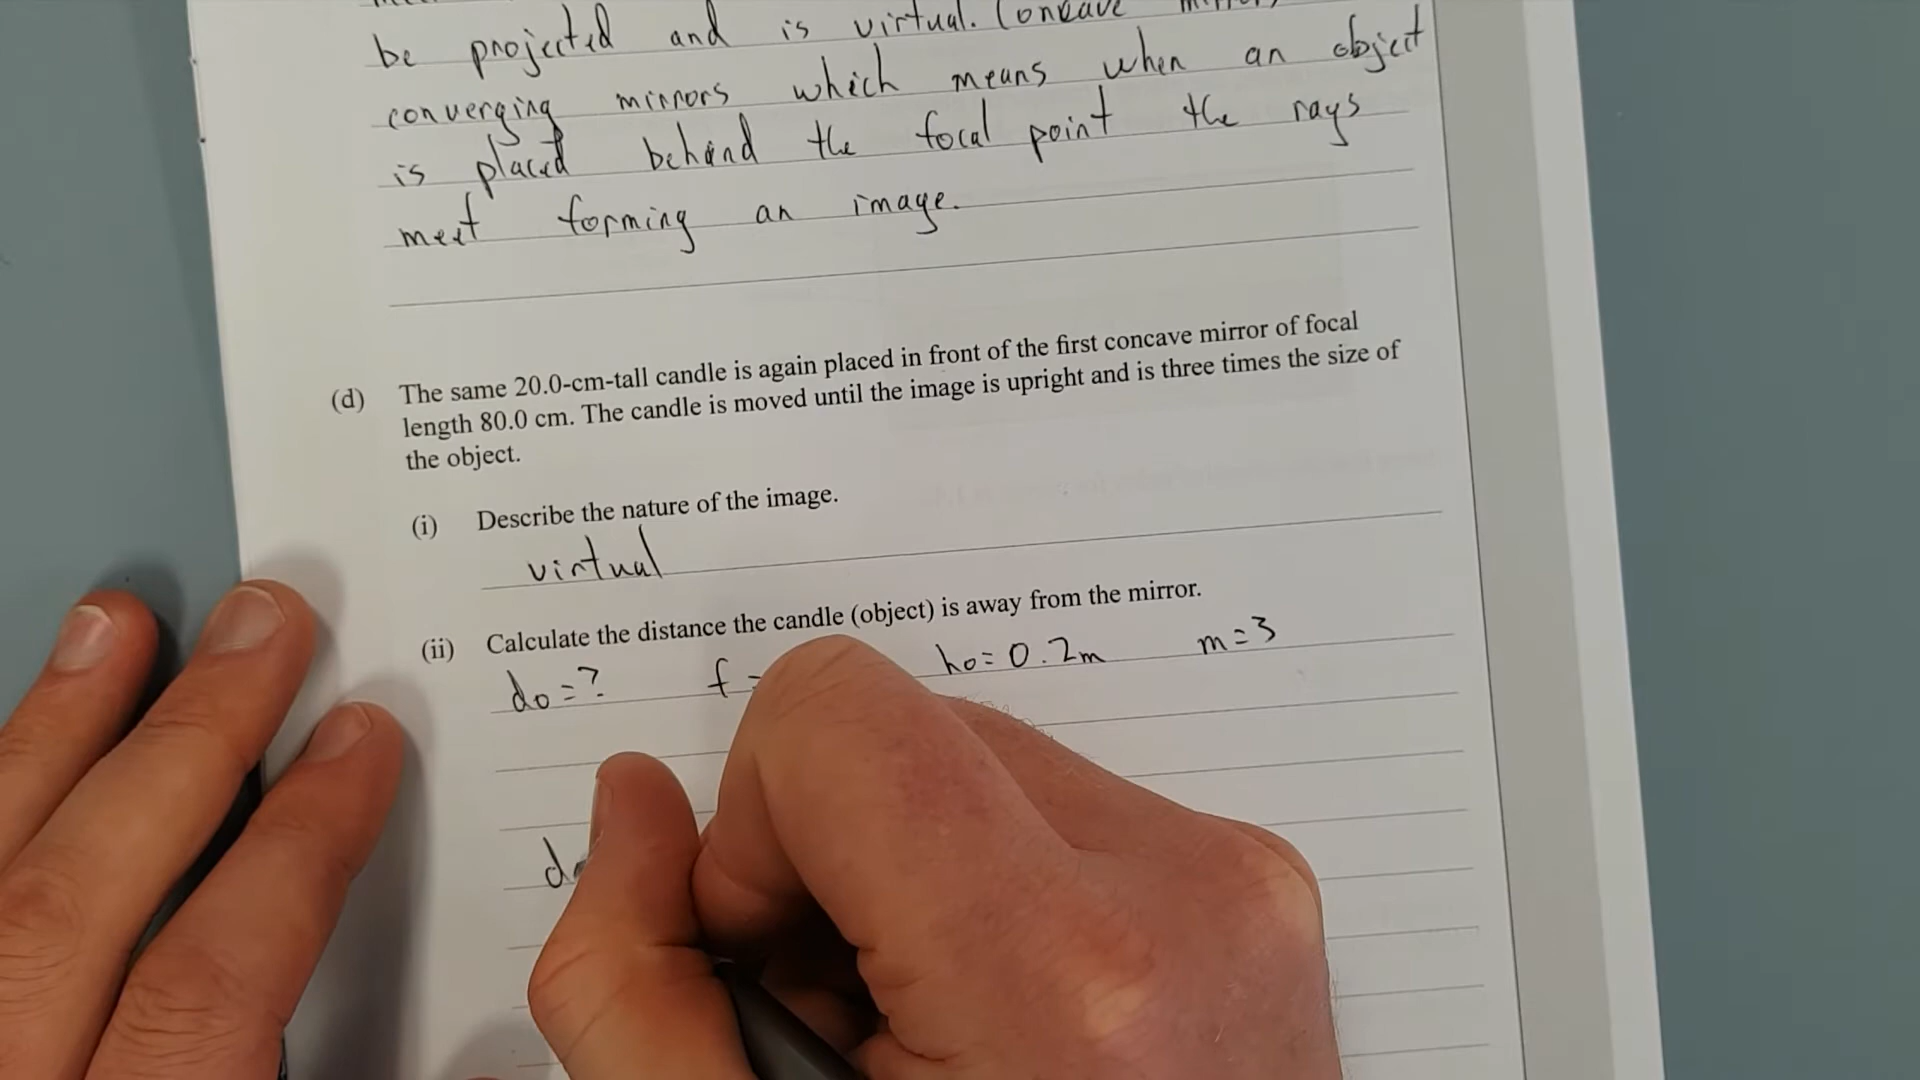 be projected and is virtual. Concave
converging mirrors which means when an object
is placed behind the focal point the rays
meet forming an image.
(d) The same 20.0-cm-tall candle is again placed in front of the first concave mirror of focal
length 80.0 cm. The candle is moved until the image is upright and is three times the size of
the object.
(i) Describe the nature of the image.
virtual
(ii) Calculate the distance the candle (object) is away from the mirror.
do=? f= ho= 0.2m m=3
d